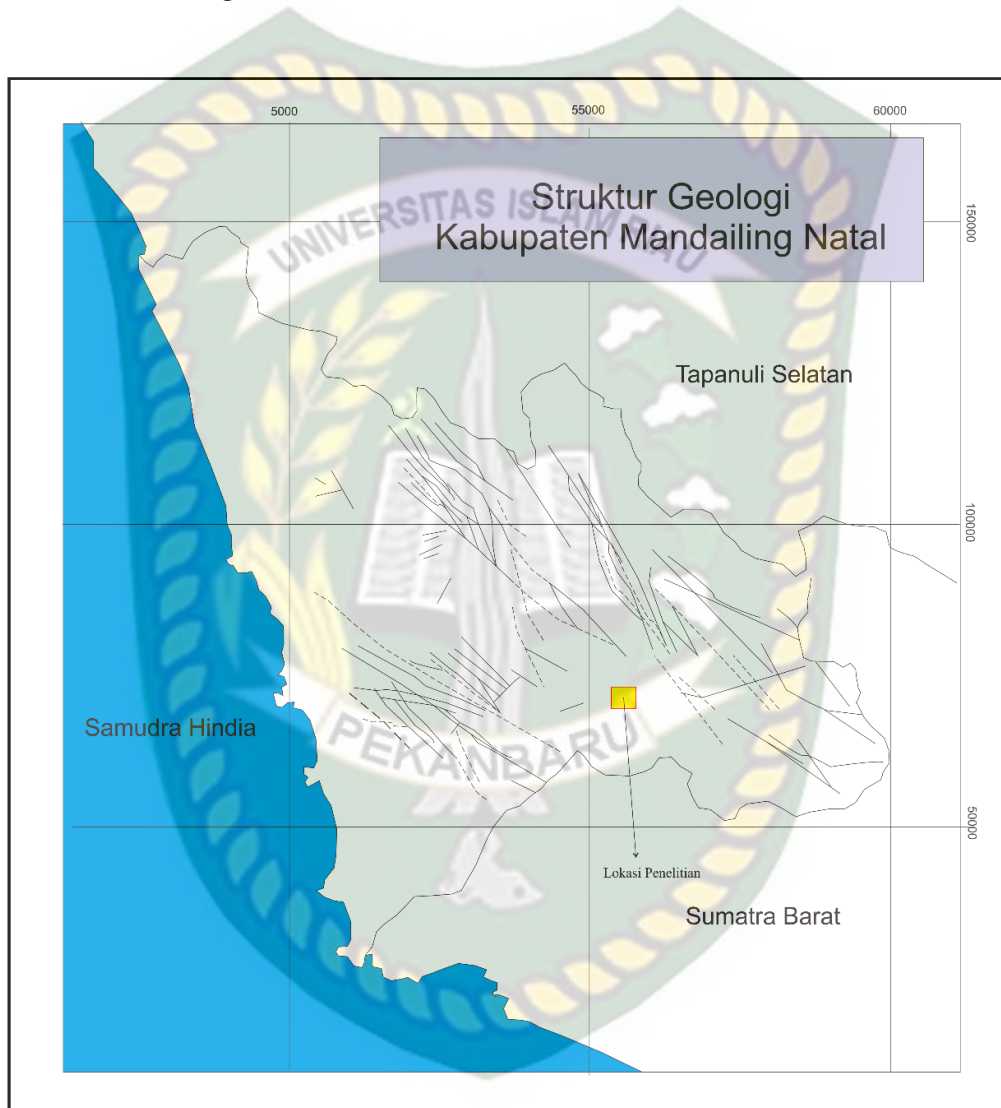 5000
55000
60000
Struktur Geologi
Kabupaten Mandailing Natal
UNIVERSITAS ISLAM RIAU
150000
Tapanuli Selatan
100000
Samudra Hindia
PEKANBARU
50000
Lokasi Penelitian
Sumatra Barat